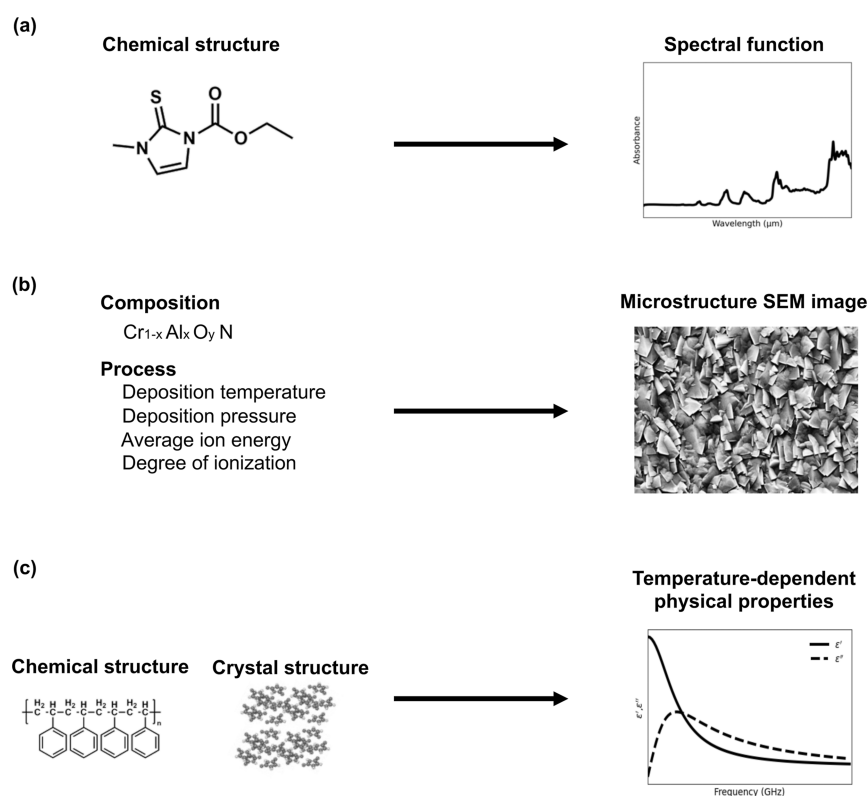 (a)
Chemical structure
Spectral function
S
O
N
N
O
Absorbance
Wavelength (μm)
(b)
Composition
Cr1-x Alx Oy N
Process
Deposition temperature
Deposition pressure
Average ion energy
Degree of ionization
Microstructure SEM image
(c)
Chemical structure
Crystal structure
Temperature-dependent
physical properties
H2 H H2 H H2 H H2 H
C C C C C C C C
n
ε′
ε″
ε′,ε″
Frequency (GHz)